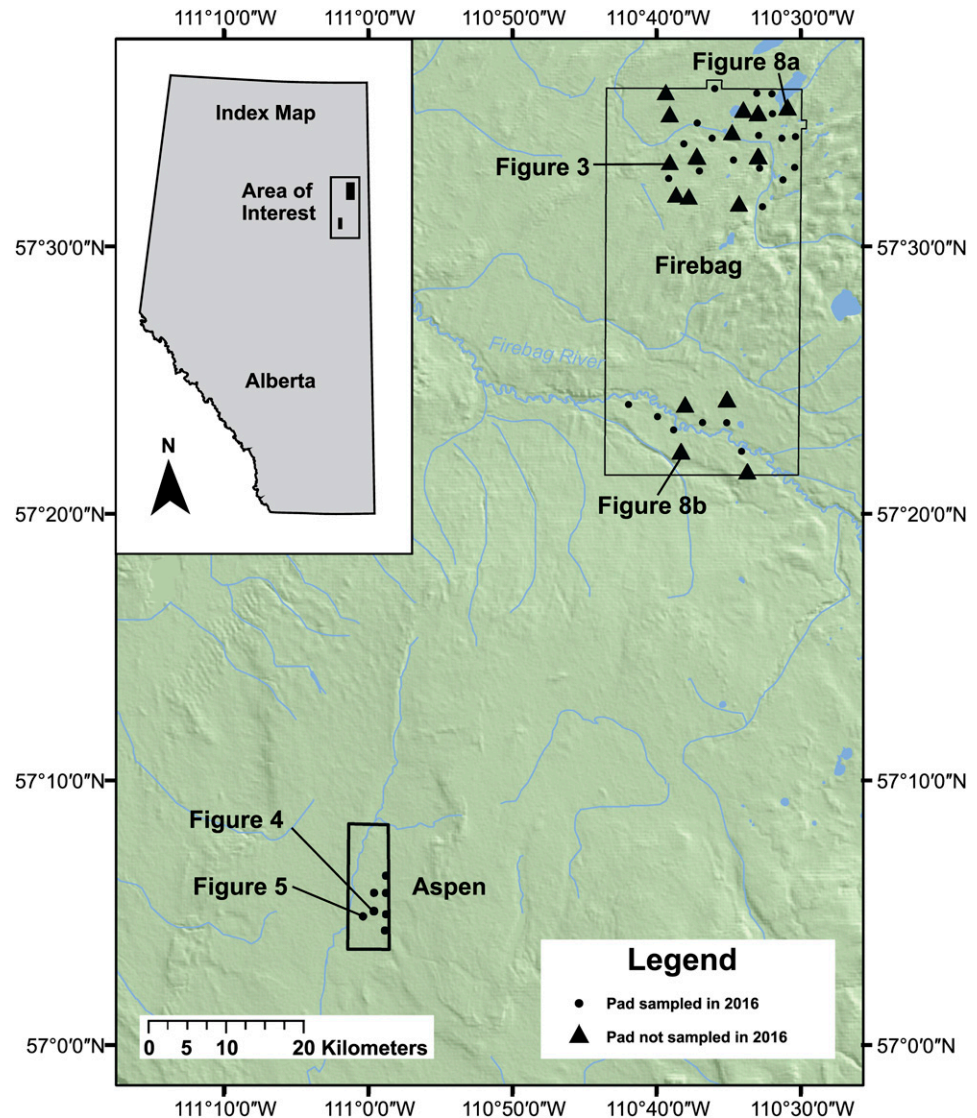 111°10′0″W 111°0′0″W 110°50′0″W 110°40′0″W 110°30′0″W
Figure 8a
Index Map
Area of
Interest
Figure 3
57°30′0″N
57°30′0″N
Firebag
Firebag River
Alberta
N
Figure 8b
57°20′0″N
57°20′0″N
57°10′0″N
57°10′0″N
Figure 4
Figure 5
Aspen
Legend
Pad sampled in 2016
Pad not sampled in 2016
0 5 10 20 Kilometers
57°0′0″N
57°0′0″N
111°10′0″W 111°0′0″W 110°50′0″W 110°40′0″W 110°30′0″W